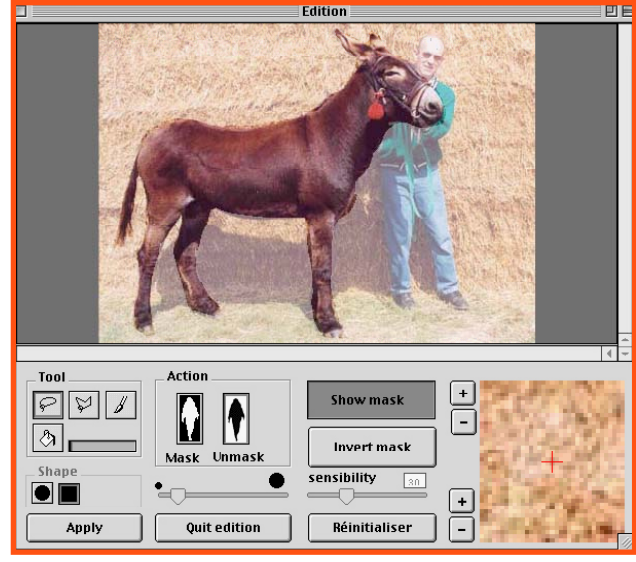 Edition
Tool
Action
Show mask
+
-
Invert mask
Mask Unmask
Shape
sensibility 30
+
-
Apply
Quit edition
Réinitialiser